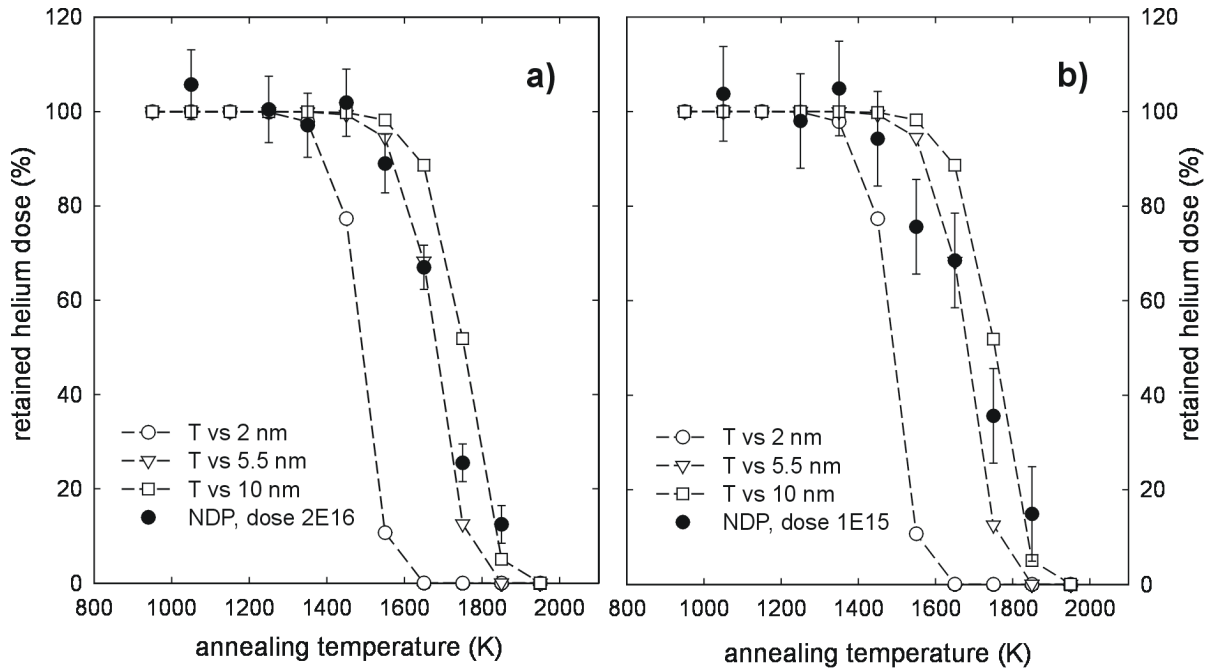 120
100
80
60
40
20
0
retained helium dose (%)
a)
T vs 2 nm
T vs 5.5 nm
T vs 10 nm
NDP, dose 2E16
800 1000 1200 1400 1600 1800 2000
annealing temperature (K)
b)
T vs 2 nm
T vs 5.5 nm
T vs 10 nm
NDP, dose 1E15
800 1000 1200 1400 1600 1800 2000
annealing temperature (K)
120
100
80
60
40
20
0
retained helium dose (%)